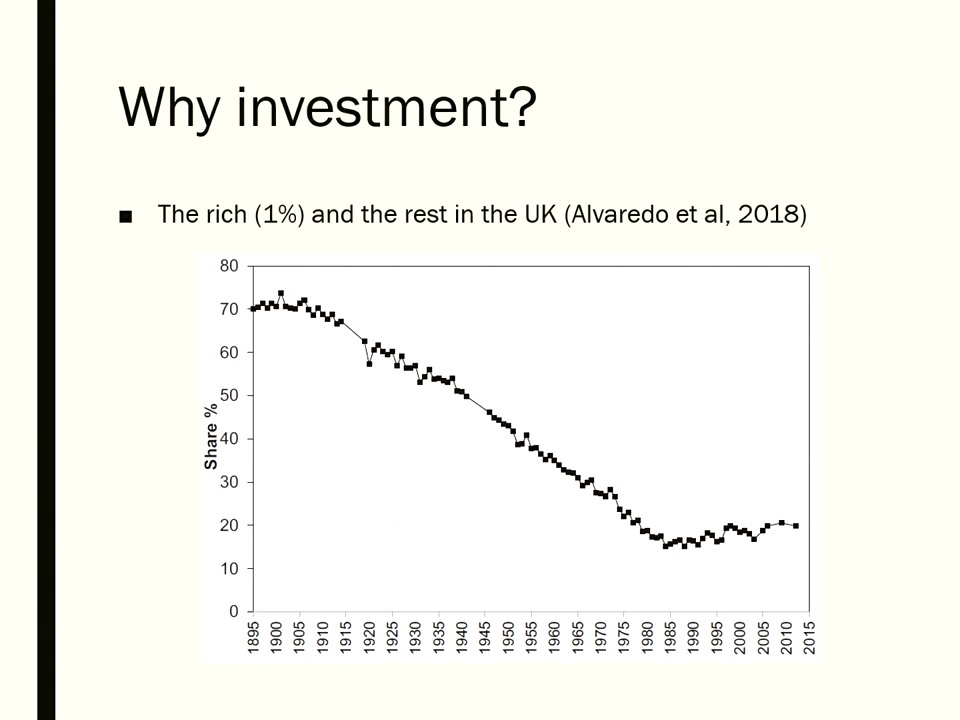 Why investment?
■ The rich (1%) and the rest in the UK (Alvaredo et al, 2018)
80
70
60
50
40
30
20
10
0
Share %
1895 1900 1905 1910 1915 1920 1925 1930 1935 1940 1945 1950 1955 1960 1965 1970 1975 1980 1985 1990 1995 2000 2005 2010 2015